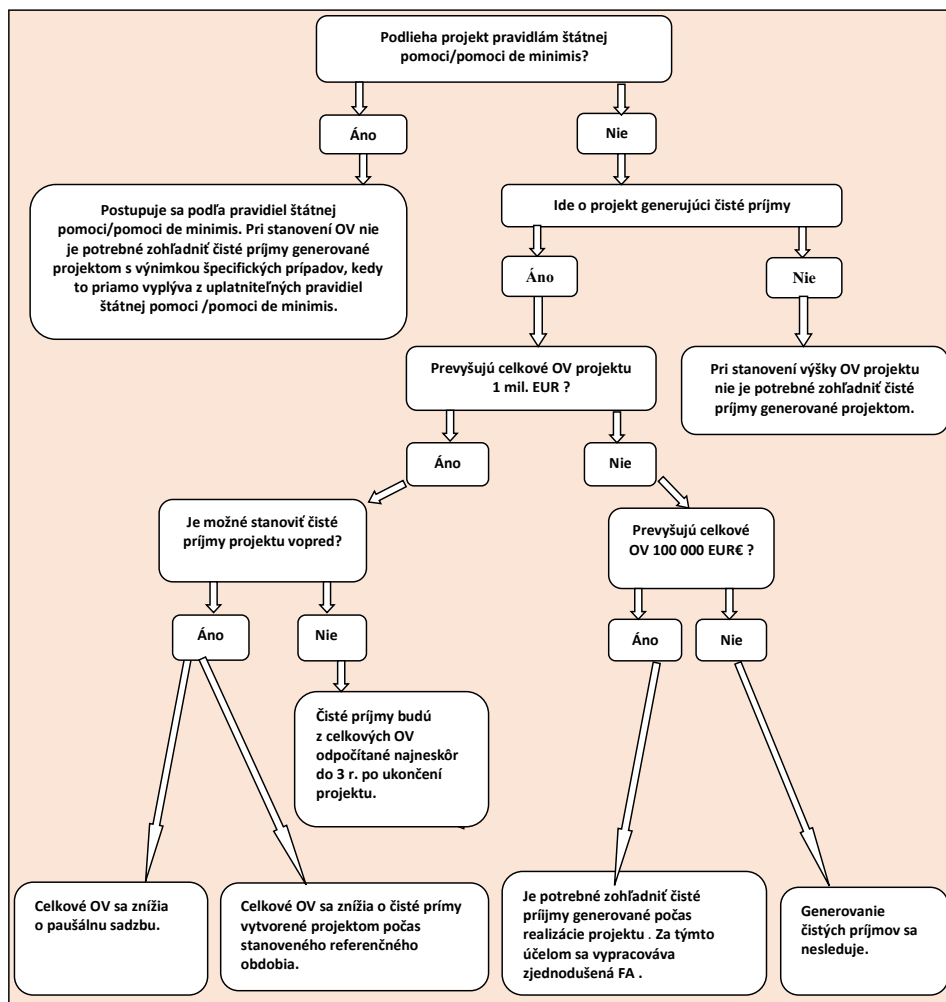 Podlieha projekt pravidlám štátnej
pomoci/pomoci de minimis?
Áno
Nie
Postupuje sa podľa pravidiel štátnej
pomoci/pomoci de minimis. Pri stanovení OV nie
je potrebné zohľadniť čisté príjmy generované
projektom s výnimkou špecifických prípadov, kedy
to priamo vyplýva z uplatniteľných pravidiel
štátnej pomoci /pomoci de minimis.
Ide o projekt generujúci čisté príjmy
Áno
Nie
Prevyšujú celkové OV projektu
1 mil. EUR ?
Pri stanovení výšky OV projektu
nie je potrebné zohľadniť čisté
príjmy generované projektom.
Áno
Nie
Je možné stanoviť čisté
príjmy projektu vopred?
Prevyšujú celkové
OV 100 000 EUR€ ?
Áno
Nie
Áno
Nie
Čisté príjmy budú
z celkových OV
odpočítané najneskôr
do 3 r. po ukončení
projektu.
Celkové OV sa znížia
o paušálnu sadzbu.
Celkové OV sa znížia o čisté prímy
vytvorené projektom počas
stanoveného referenčného
obdobia.
Je potrebné zohľadniť čisté
príijmy generované počas
realizácie projektu . Za týmto
účelom sa vypracováva
zjednodušená FA .
Generovanie
čistých príjmov sa
nesleduje.